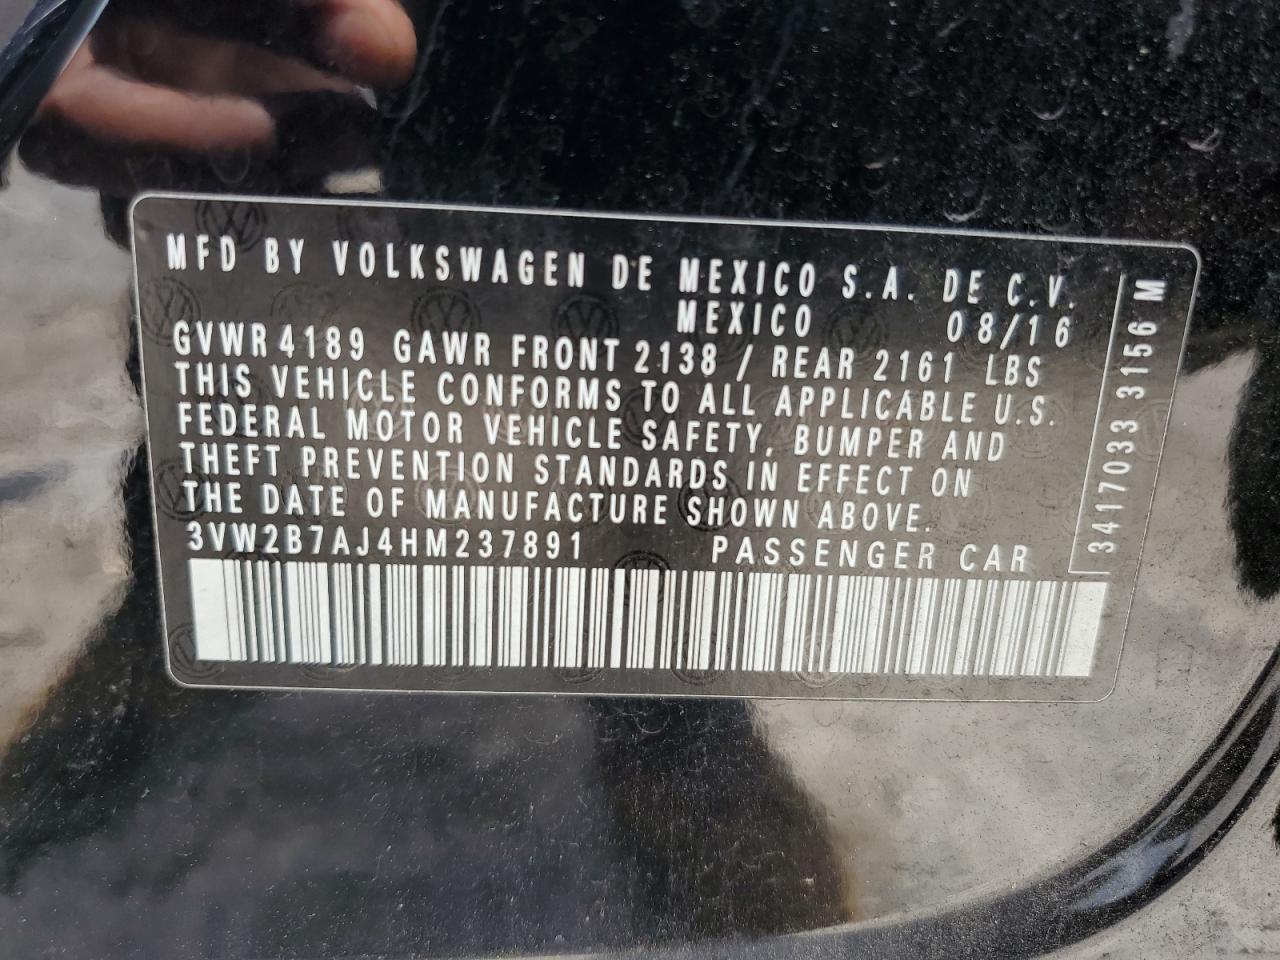 MFD BY VOLKSWAGEN DE MEXICO S.A. DE C.V.
MEXICO 08/16
GVWR 4189 GAWR FRONT 2138 / REAR 2161 LBS
THIS VEHICLE CONFORMS TO ALL APPLICABLE U.S.
FEDERAL MOTOR VEHICLE SAFETY, BUMPER AND
THEFT PREVENTION STANDARDS IN EFFECT ON
THE DATE OF MANUFACTURE SHOWN ABOVE.
3VW2B7AJ4HM237891 PASSENGER CAR
3417033 3156 M